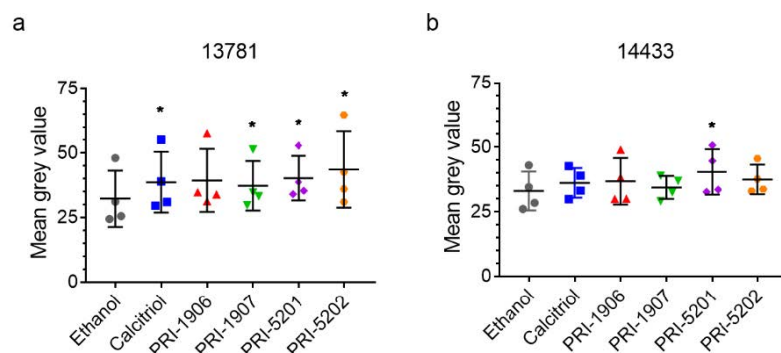 a
13781
Mean grey value
75
50
25
0
*
*
*
*
Ethanol
Calcitriol
PRI-1906
PRI-1907
PRI-5201
PRI-5202
b
14433
Mean grey value
75
50
25
0
*
Ethanol
Calcitriol
PRI-1906
PRI-1907
PRI-5201
PRI-5202